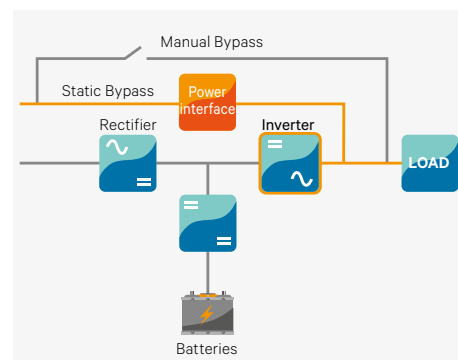 Manual Bypass
Static Bypass
Power
interface
Rectifier
Inverter
LOAD
Batteries